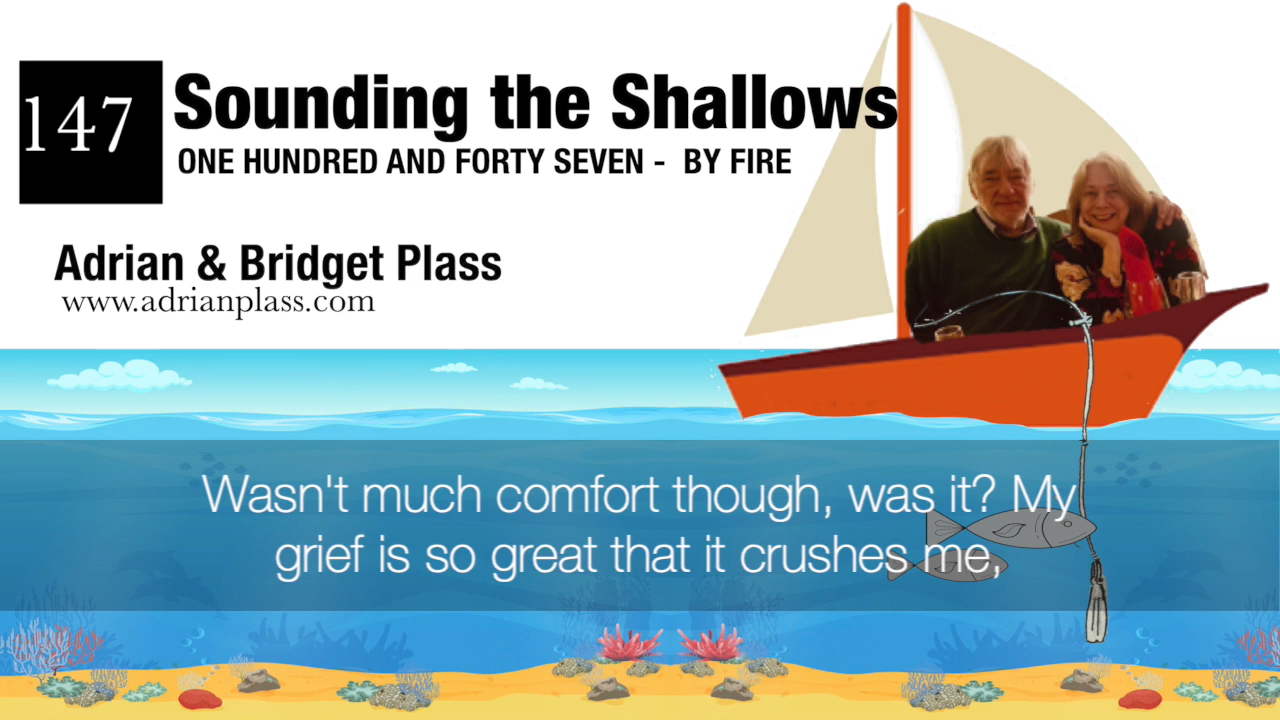 147
Sounding the Shallows
ONE HUNDRED AND FORTY SEVEN - BY FIRE
Adrian & Bridget Plass
www.adrianplass.com
Wasn't much comfort though, was it? My
grief is so great that it crushes me,